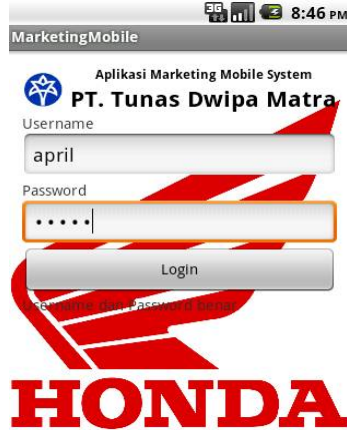 3G 8:46 PM
MarketingMobile
Aplikasi Marketing Mobile System
PT. Tunas Dwipa Matra
Username
april
Password
•••••
Login
Username dan Password benar
HONDA